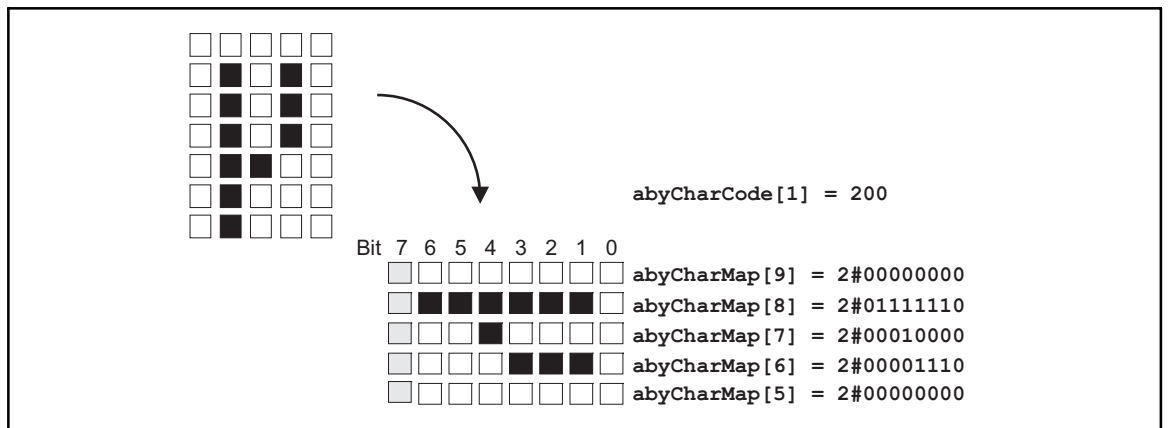 abyCharCode[1] = 200
Bit 7 6 5 4 3 2 1 0
abyCharMap[9] = 2#00000000
abyCharMap[8] = 2#01111110
abyCharMap[7] = 2#00010000
abyCharMap[6] = 2#00001110
abyCharMap[5] = 2#00000000